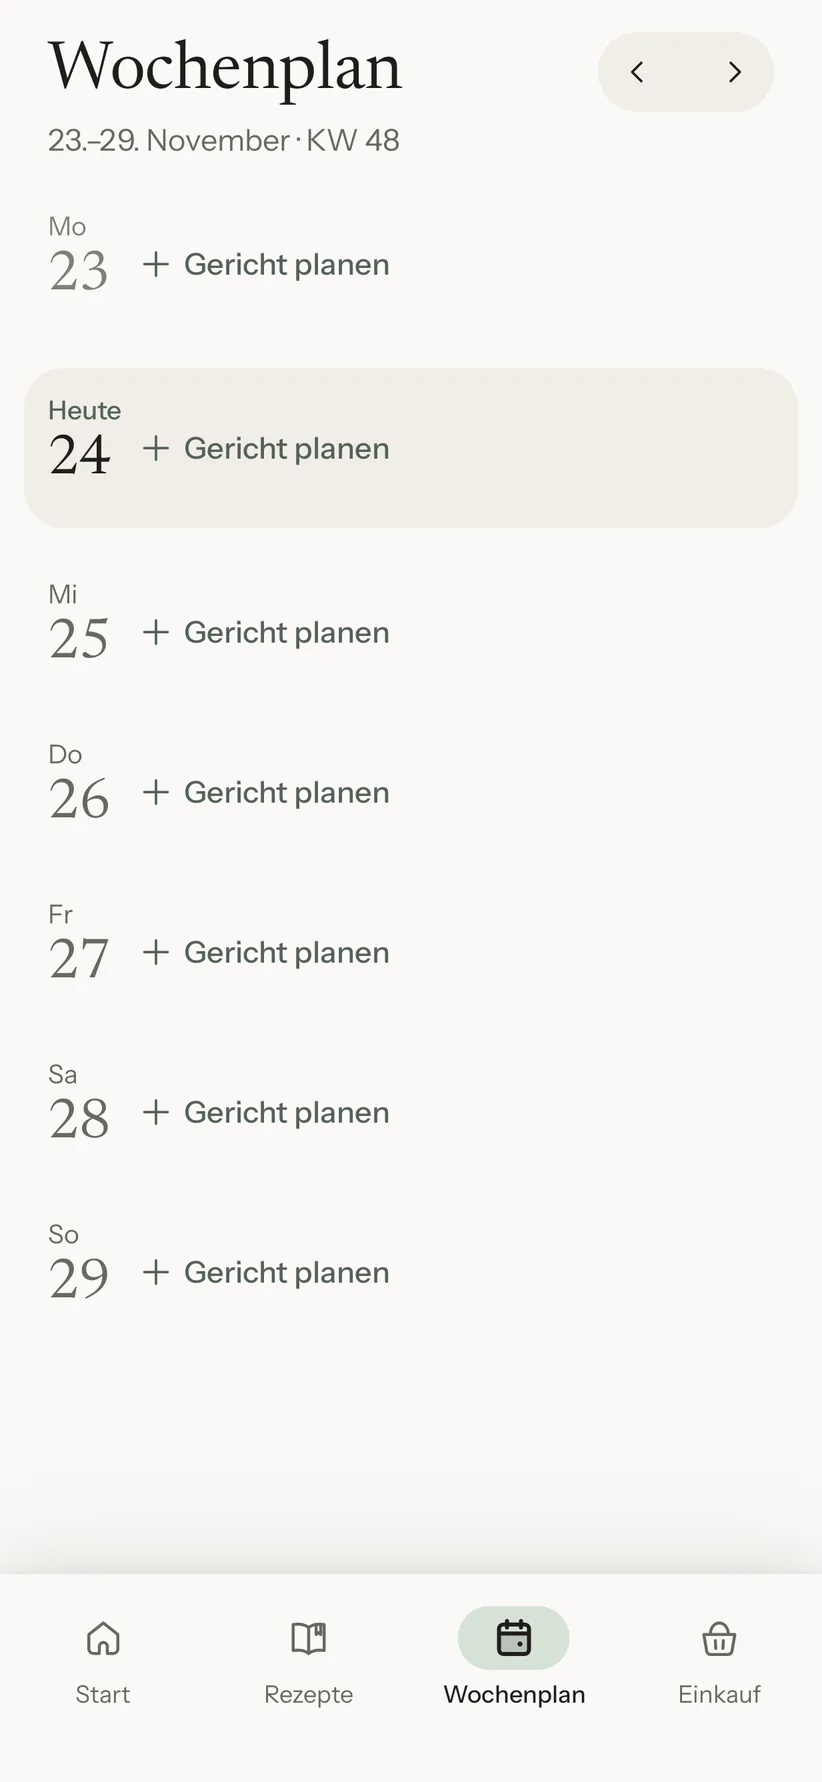 Wochenplan
23.–29. November · KW 48
Mo
23
Gericht planen
Heute
24
Gericht planen
Mi
25
Gericht planen
Do
26
Gericht planen
Fr
27
Gericht planen
Sa
28
Gericht planen
So
29
Gericht planen
Start
Rezepte
Wochenplan
Einkauf